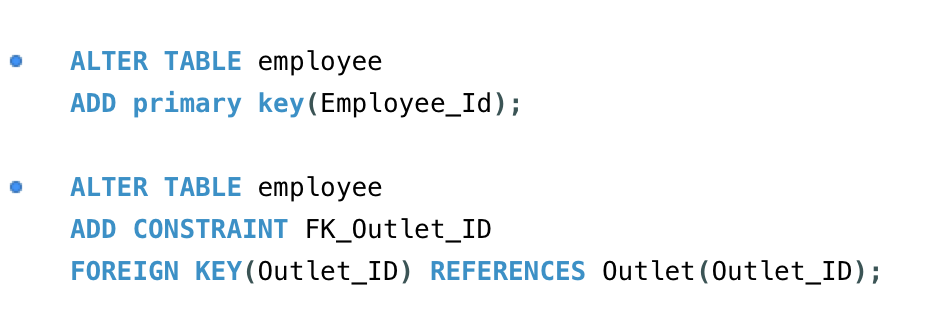 ALTER TABLE employee
ADD primary key(Employee_Id);
ALTER TABLE employee
ADD CONSTRAINT FK_Outlet_ID
FOREIGN KEY(Outlet_ID) REFERENCES Outlet(Outlet_ID);